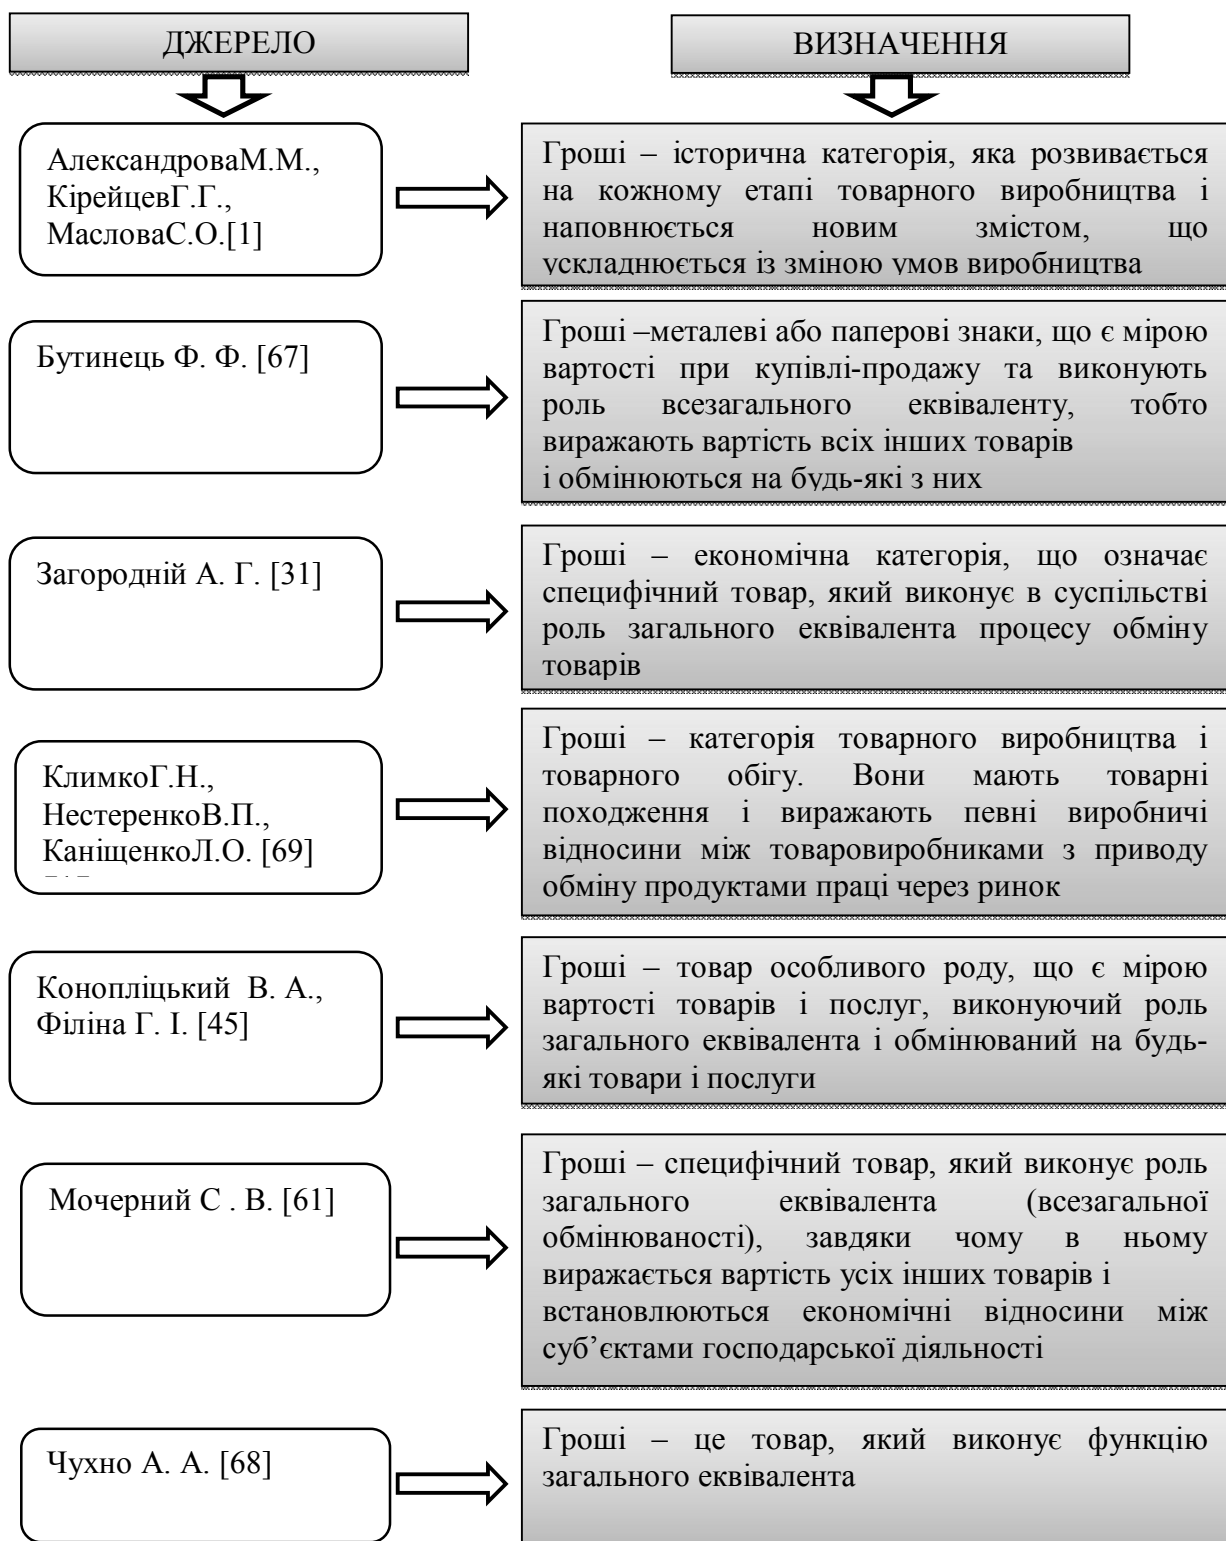 ДЖЕРЕЛО
ВИЗНАЧЕННЯ
АлександроваМ.М.,
КірейцевГ.Г.,
МасловаС.О.[1]
Гроші – історична категорія, яка розвивається
на кожному етапі товарного виробництва і
наповнюється новим змістом, що
ускладнюється із зміною умов виробництва
Бутинець Ф. Ф. [67]
Гроші –металеві або паперові знаки, що є мірою
вартості при купівлі-продажу та виконують
роль всезагального еквіваленту, тобто
виражають вартість всіх інших товарів
і обмінюються на будь-які з них
Загородній А. Г. [31]
Гроші – економічна категорія, що означає
специфічний товар, який виконує в суспільстві
роль загального еквівалента процесу обміну
товарів
КлимкоГ.Н.,
НестеренкоВ.П.,
КаніщенкоЛ.О. [69]
Гроші – категорія товарного виробництва і
товарного обігу. Вони мають товарні
походження і виражають певні виробничі
відносини між товаровиробниками з приводу
обміну продуктами праці через ринок
Конопліцький В. А.,
Філіна Г. І. [45]
Гроші – товар особливого роду, що є мірою
вартості товарів і послуг, виконуючий роль
загального еквівалента і обмінюваний на будь-
які товари і послуги
Мочерний С . В. [61]
Гроші – специфічний товар, який виконує роль
загального еквівалента (всезагальної
обмінюваності), завдяки чому в ньому
виражається вартість усіх інших товарів і
встановлюються економічні відносини між
суб’єктами господарської діяльності
Чухно А. А. [68]
Гроші – це товар, який виконує функцію
загального еквівалента